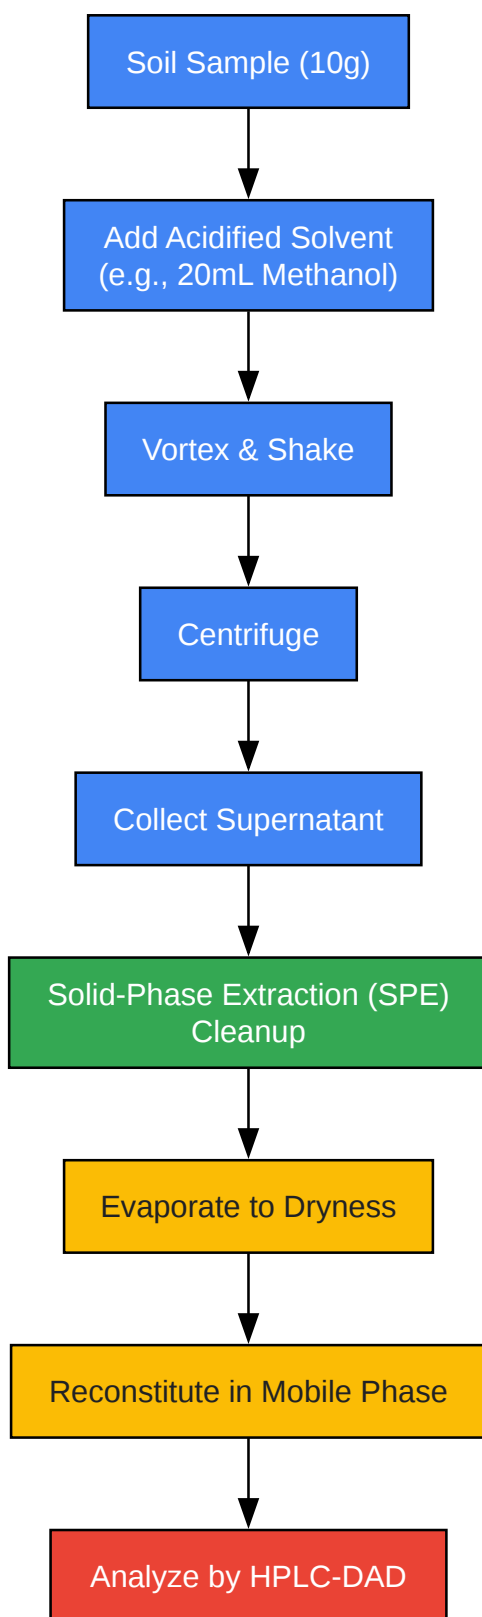 Soil Sample (10g)
Add Acidified Solvent
(e.g., 20mL Methanol)
Vortex & Shake
Centrifuge
Collect Supernatant
Solid-Phase Extraction (SPE)
Cleanup
Evaporate to Dryness
Reconstitute in Mobile Phase
Analyze by HPLC-DAD